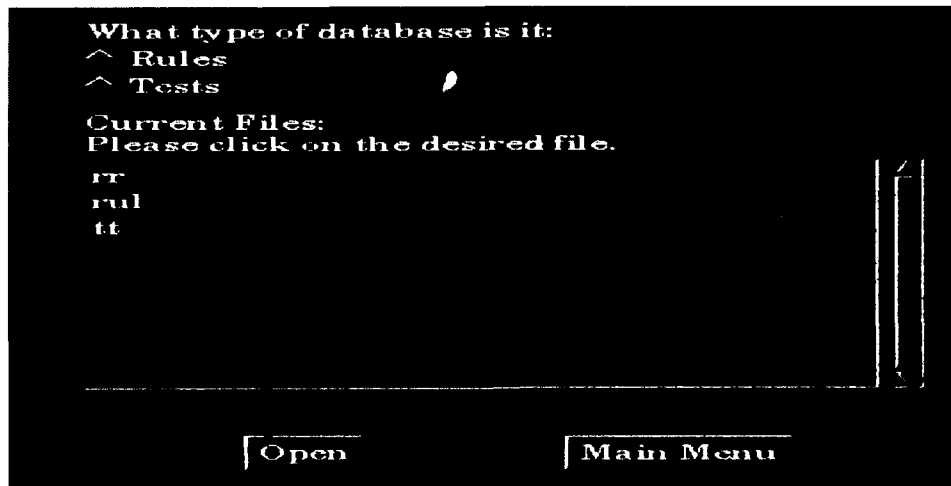 What type of database is it:
^ Rules
^ Tests
Current Files:
Please click on the desired file.
rr
rul
tt
Open
Main Menu